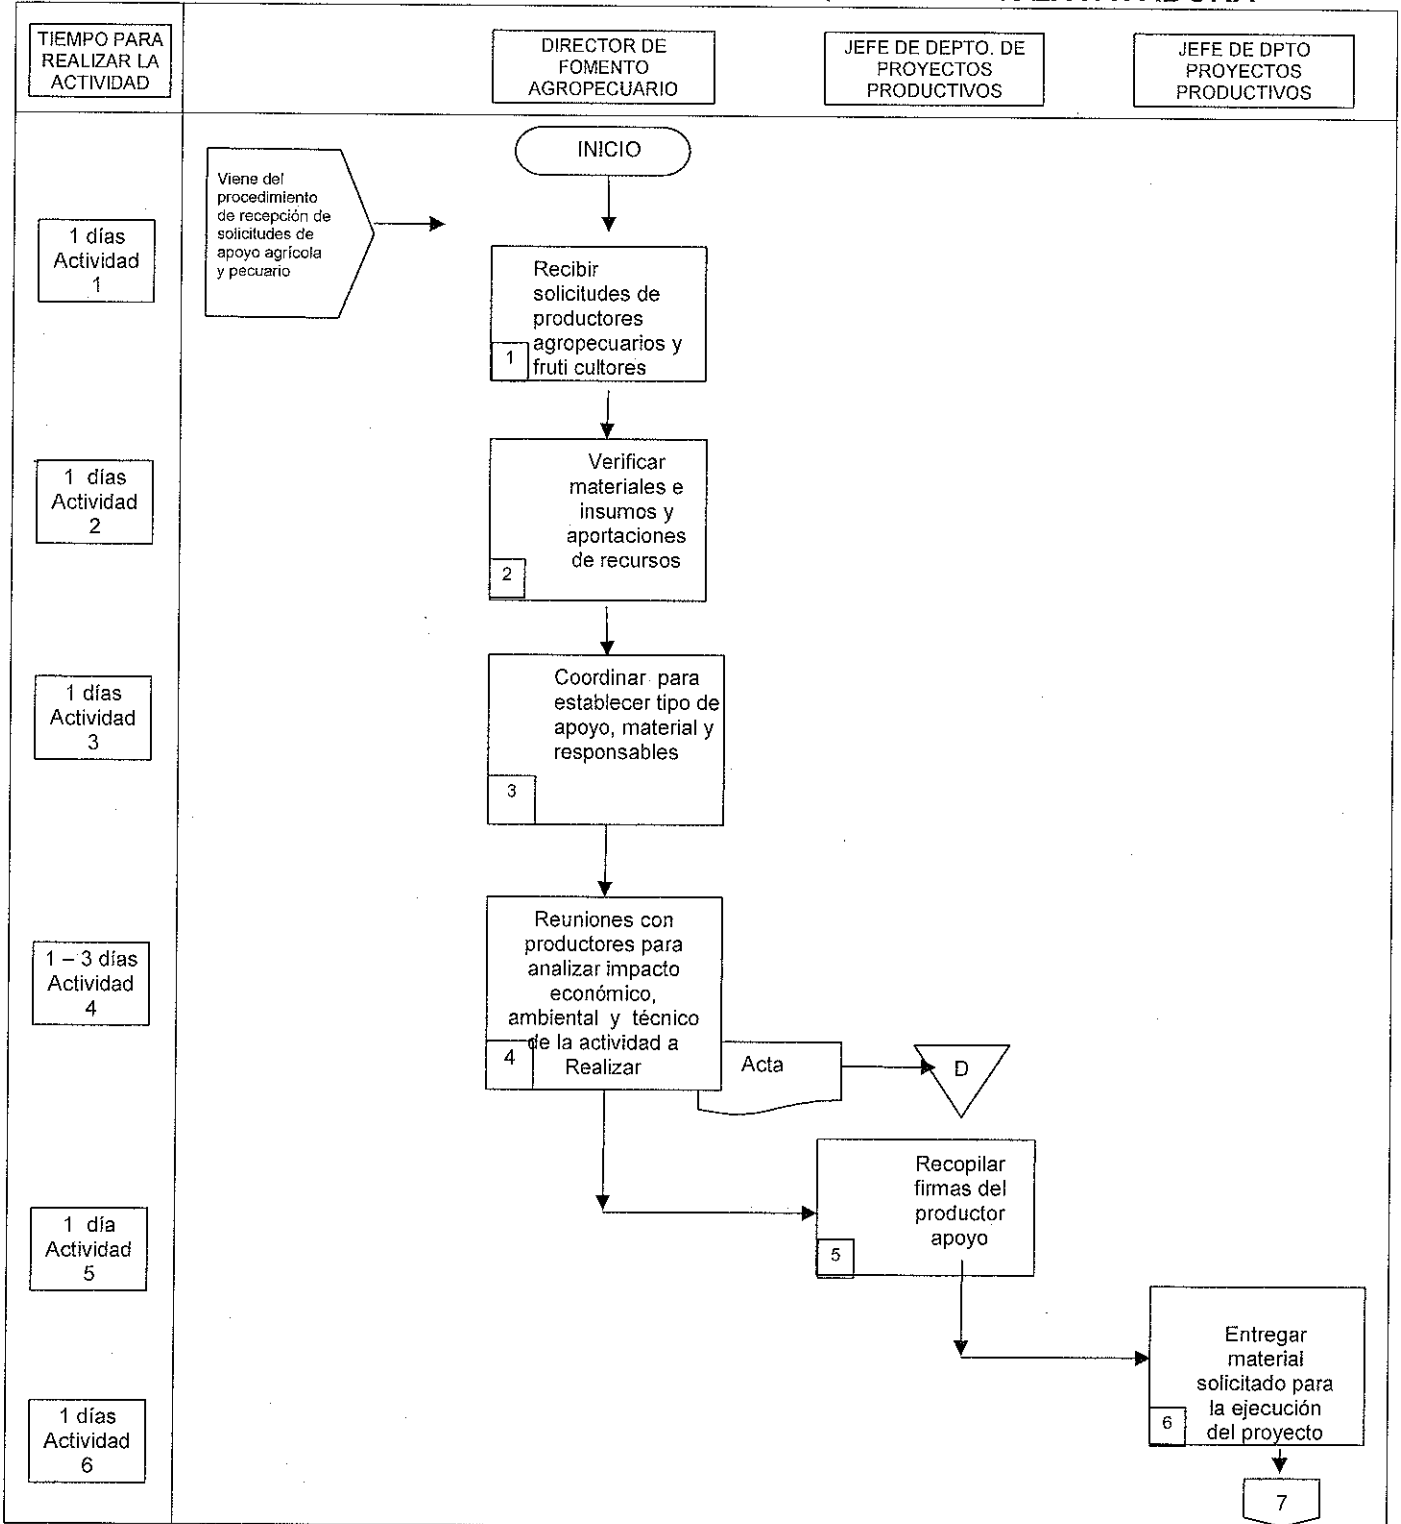 TIEMPO PARA
REALIZAR LA
ACTIVIDAD
DIRECTOR DE
FOMENTO
AGROPECUARIO
JEFE DE DEPTO. DE
PROYECTOS
PRODUCTIVOS
JEFE DE DPTO
PROYECTOS
PRODUCTIVOS
INICIO
Viene del
procedimiento
de recepción de
solicitudes de
apoyo agrícola
y pecuario
1 días
Actividad
1
Recibir
solicitudes de
productores
agropecuarios y
fruti cultores
1
1 días
Actividad
2
Verificar
materiales e
insumos y
aportaciones
de recursos
2
1 días
Actividad
3
Coordinar para
establecer tipo de
apoyo, material y
responsables
3
1 – 3 días
Actividad
4
Reuniones con
productores para
analizar impacto
económico,
ambiental y técnico
de la actividad a
Realizar
4
Acta
D
1 día
Actividad
5
Recopilar
firmas del
productor
apoyo
5
1 días
Actividad
6
Entregar
material
solicitado para
la ejecución
del proyecto
6
7